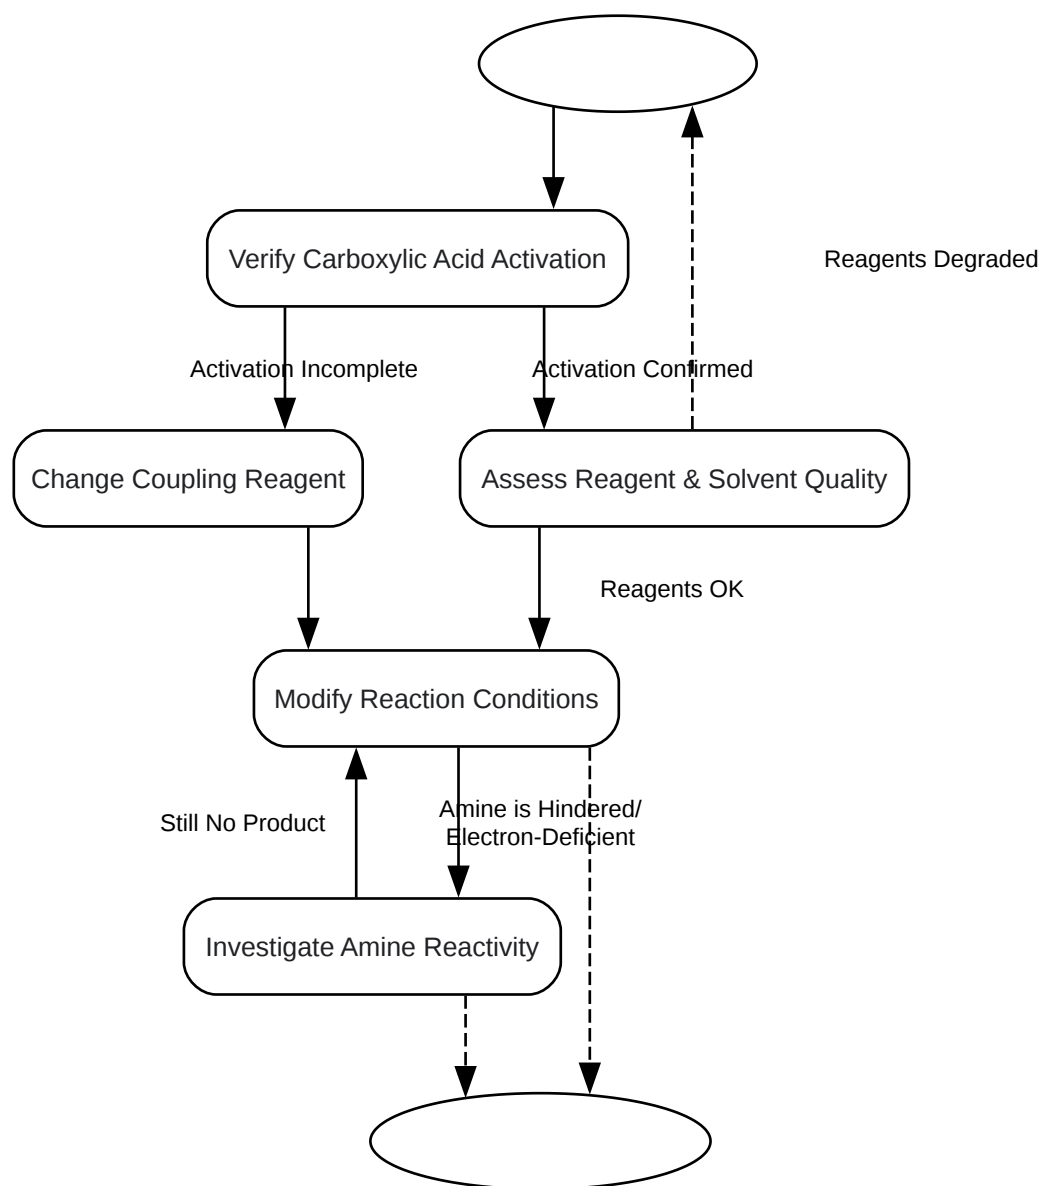 Verify Carboxylic Acid Activation
Reagents Degraded
Activation Incomplete
Activation Confirmed
Change Coupling Reagent
Assess Reagent & Solvent Quality
Reagents OK
Modify Reaction Conditions
Still No Product
Amine is Hindered/
Electron-Deficient
Investigate Amine Reactivity